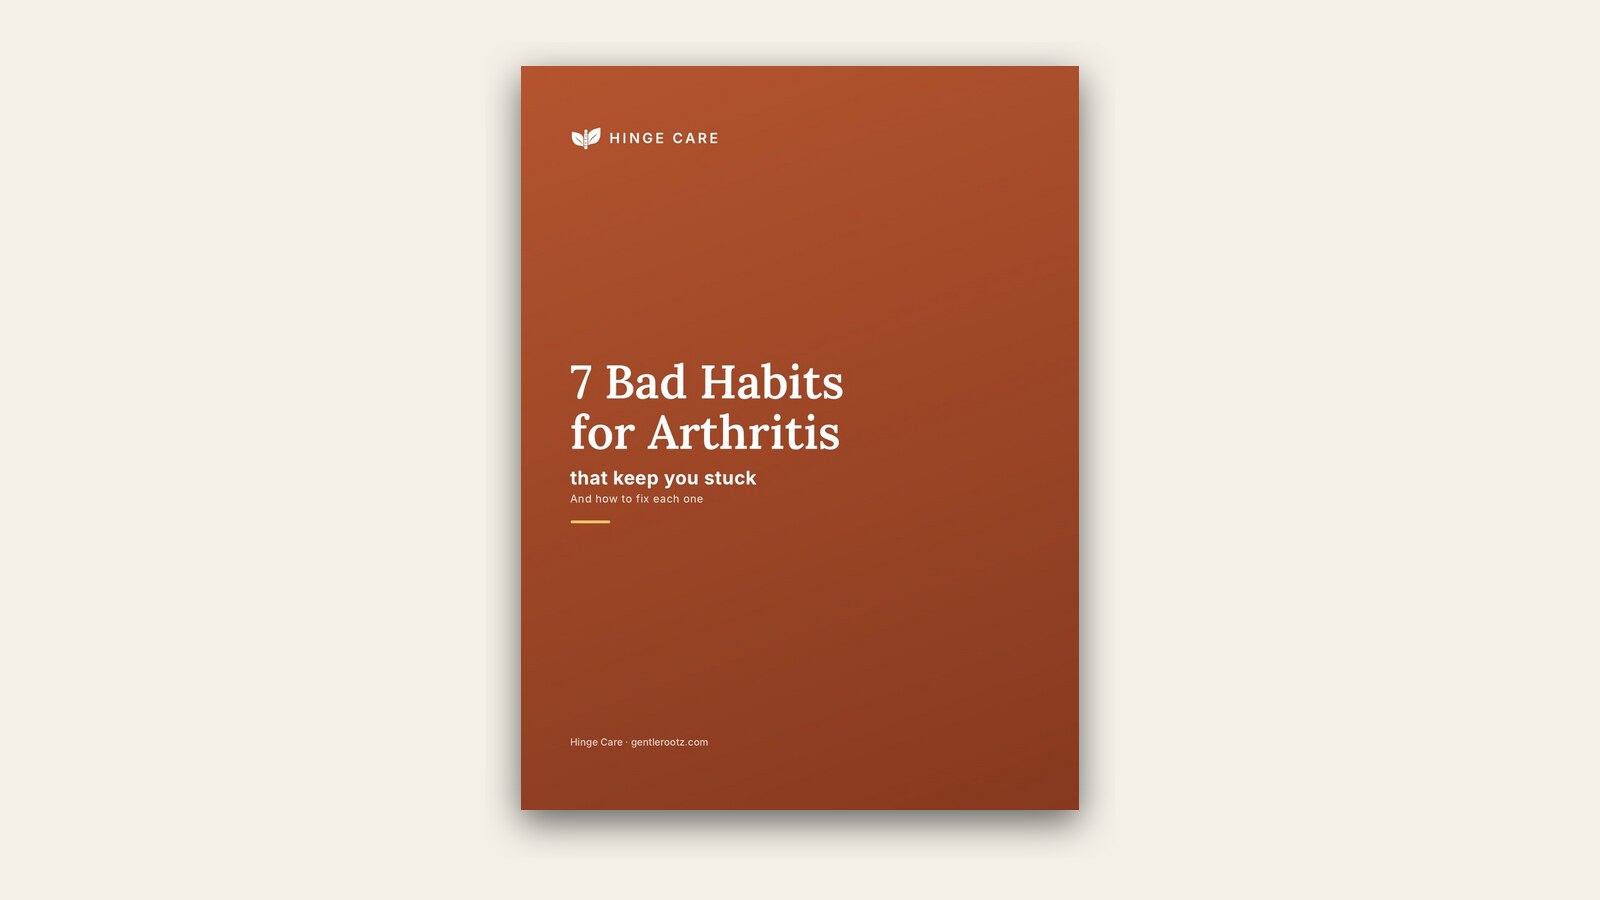 HINGE CARE
7 Bad Habits
for Arthritis
that keep you stuck
And how to fix each one
Hinge Care · gentlerootz.com